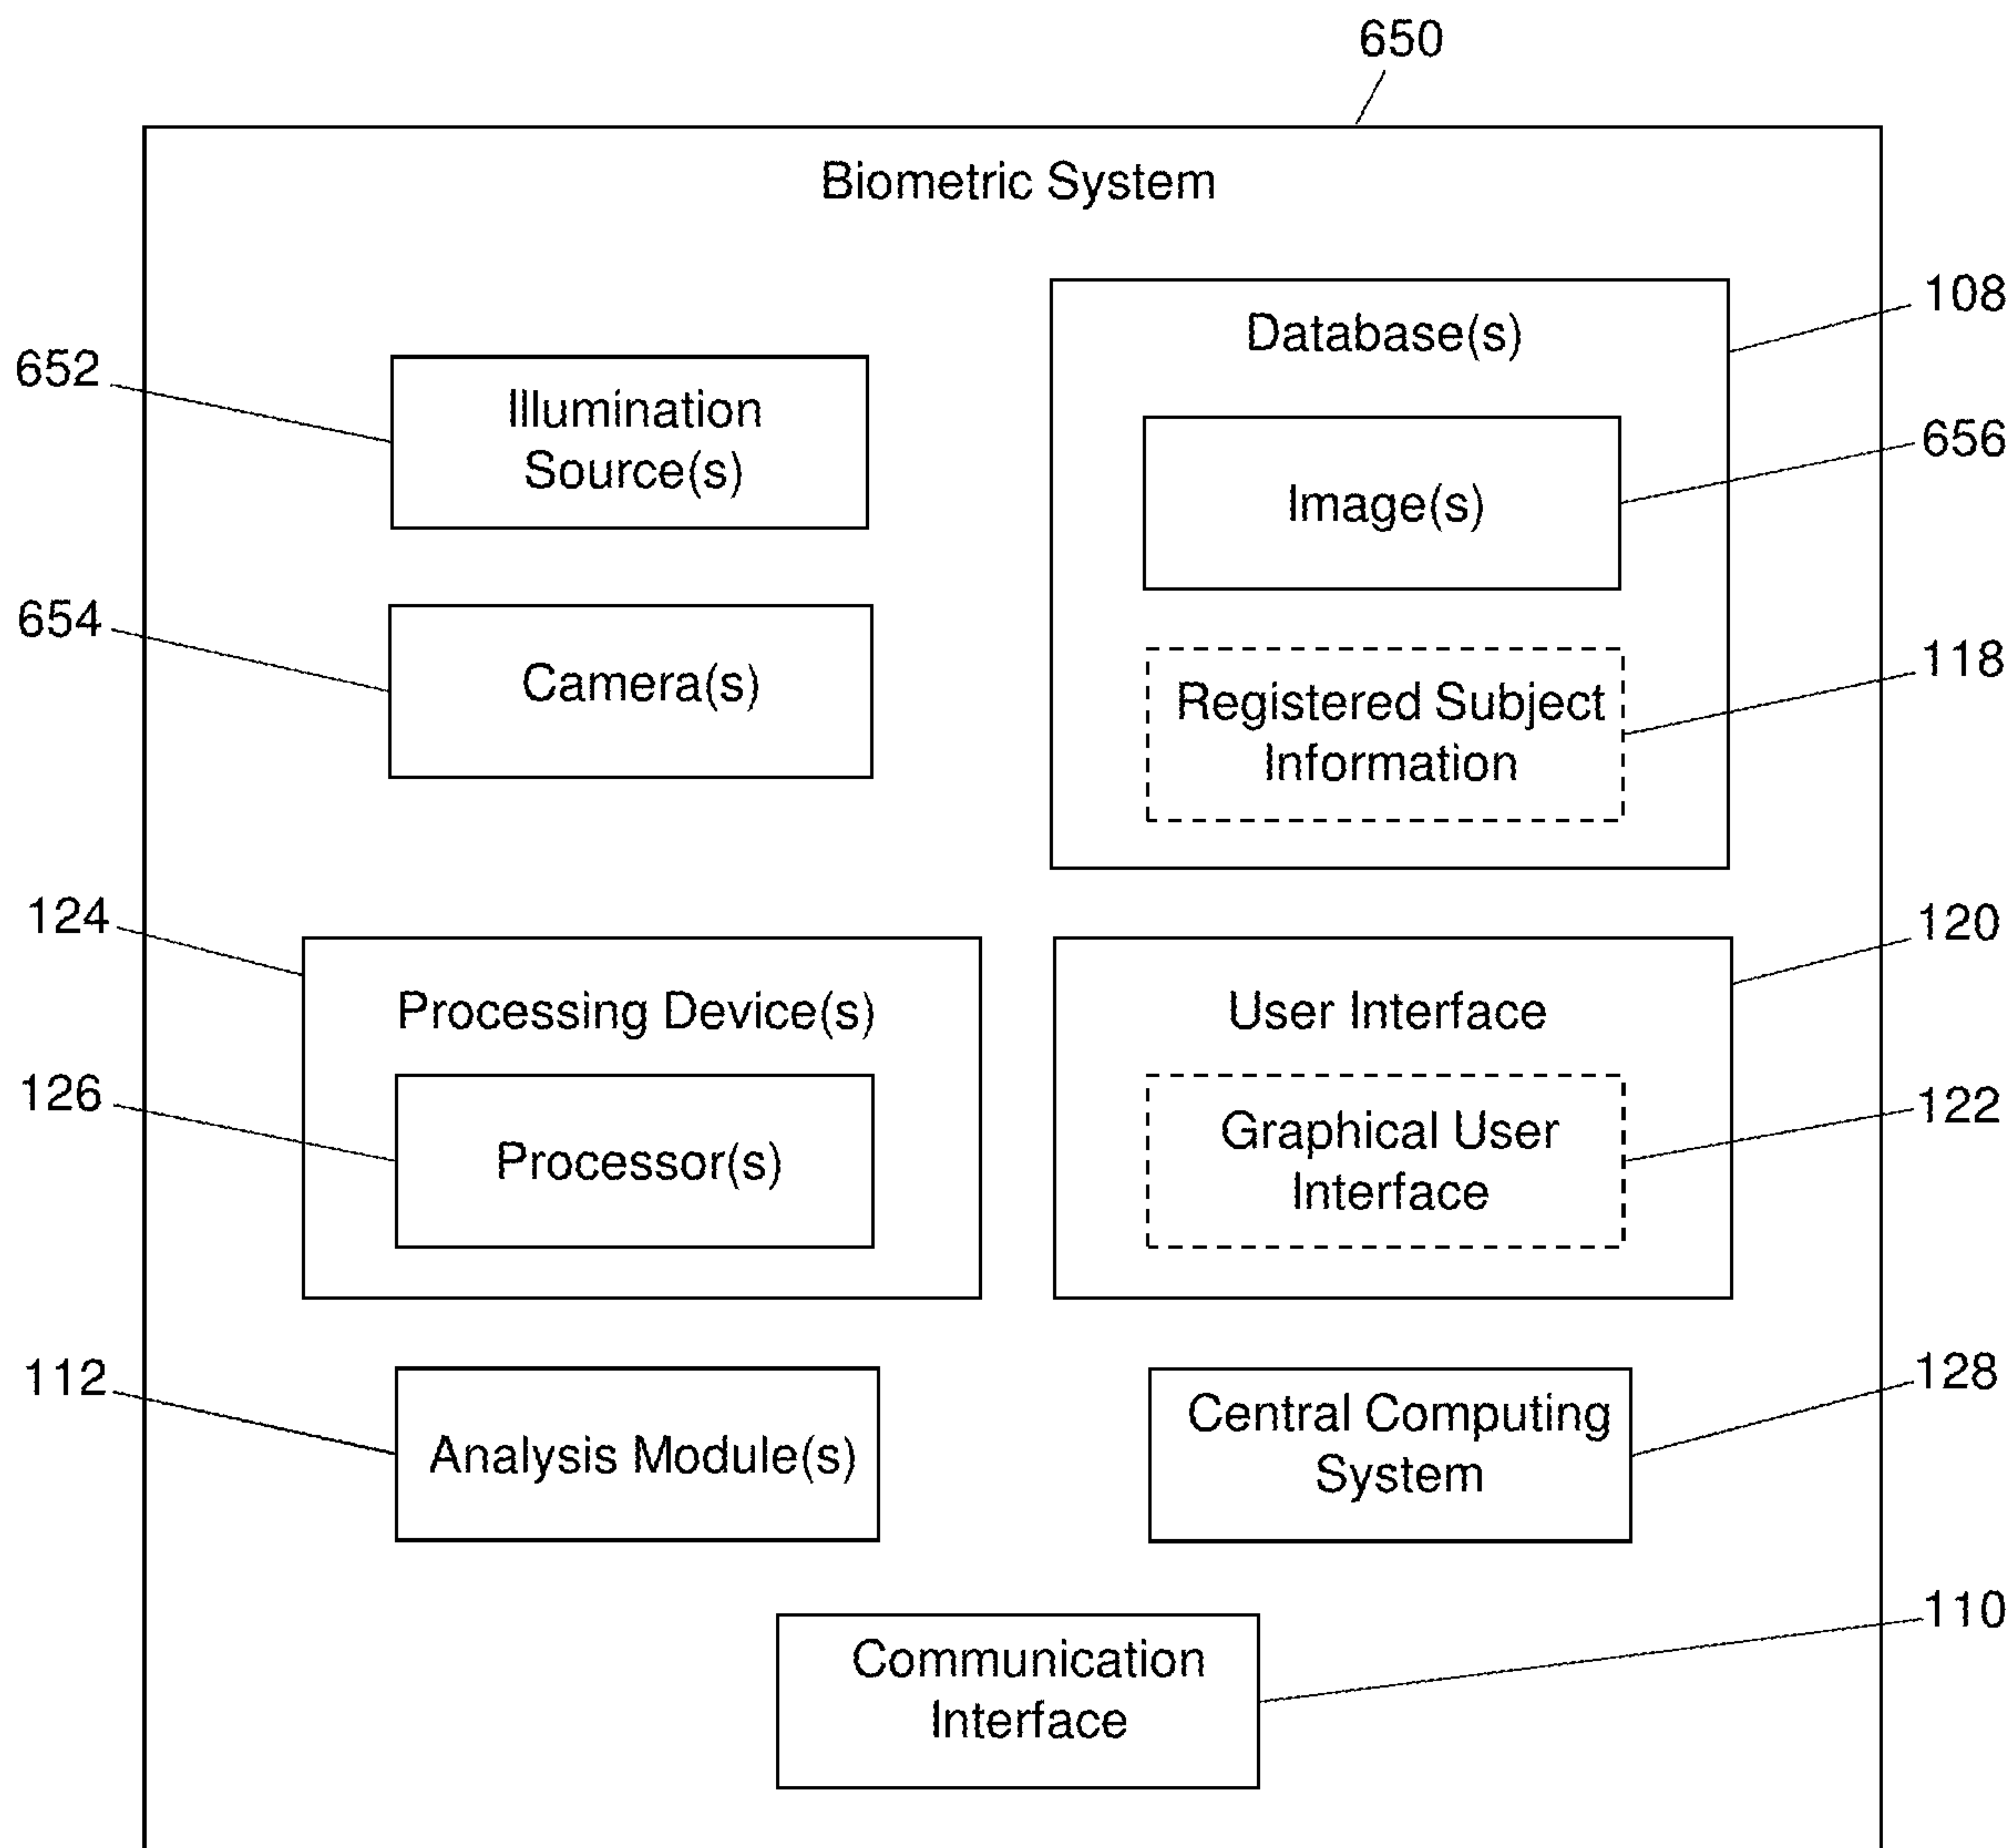 650
Biometric System
108
Database(s)
652
Illumination
Source(s)
656
Image(s)
654
Camera(s)
118
Registered Subject
Information
124
Processing Device(s)
126
Processor(s)
120
User Interface
122
Graphical User
Interface
112
Analysis Module(s)
128
Central Computing
System
110
Communication
Interface